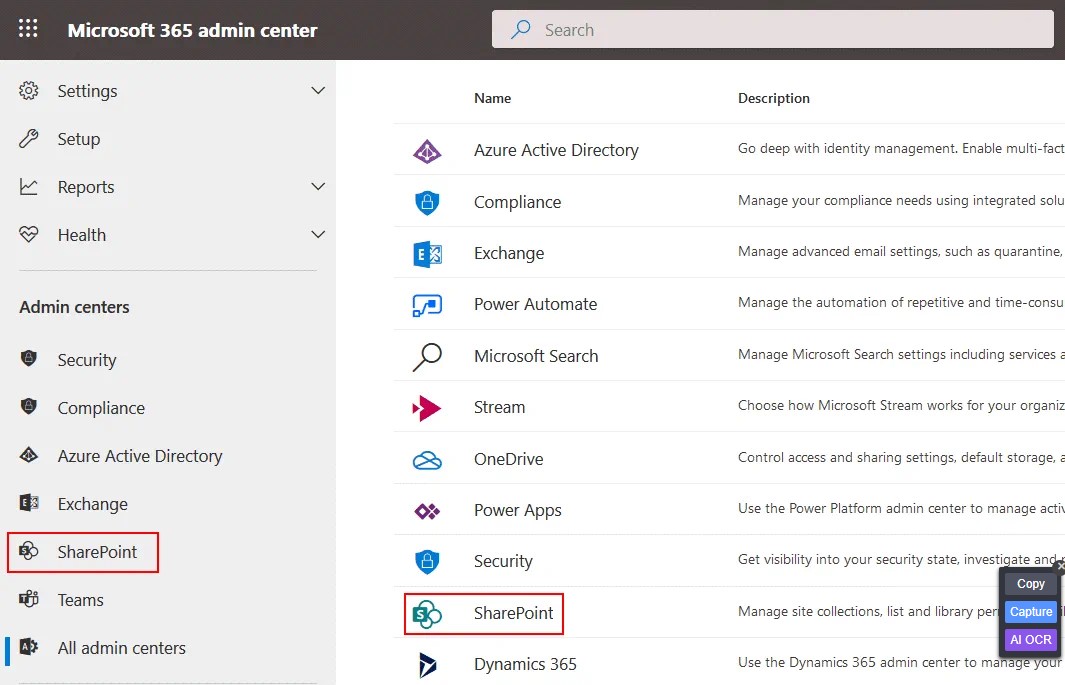 Microsoft 365 admin center
Search
Settings
Setup
Reports
Health
Admin centers
Security
Compliance
Azure Active Directory
Exchange
SharePoint
Teams
All admin centers
Name Description
Azure Active Directory Go deep with identity management. Enable multi-fact
Compliance Manage your compliance needs using integrated solu
Exchange Manage advanced email settings, such as quarantine,
Power Automate Manage the automation of repetitive and time-consu
Microsoft Search Manage Microsoft Search settings including services a
Stream Choose how Microsoft Stream works for your organiz
OneDrive Control access and sharing settings, default storage, a
Power Apps Use the Power Platform admin center to manage activ
Security Get visibility into your security state, investigate and
SharePoint Manage site collections, list and library per
Dynamics 365 Use the Dynamics 365 admin center to manage your
Copy
Capture
AI OCR